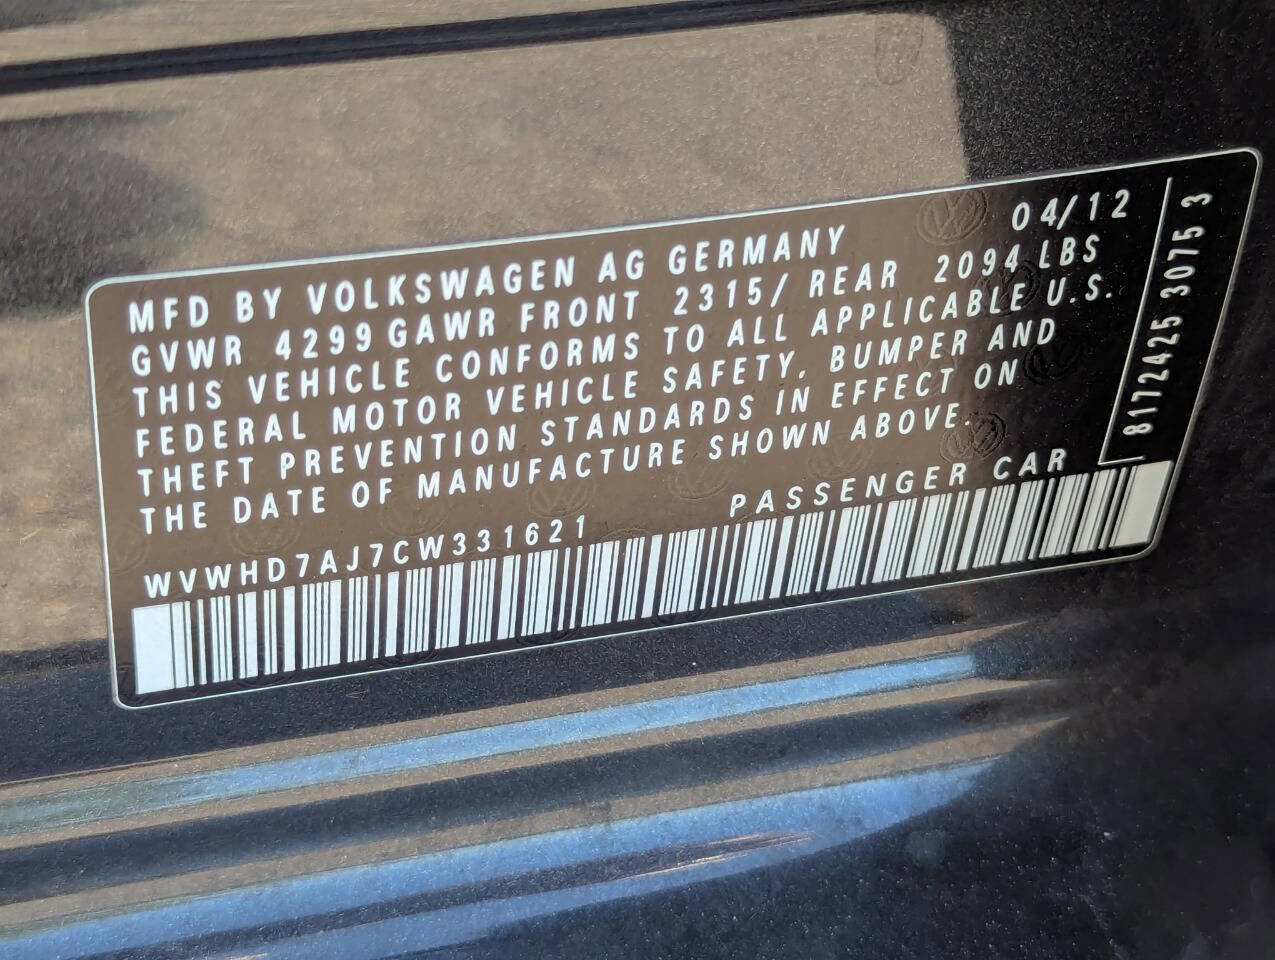 MFD BY VOLKSWAGEN AG GERMANY 04/12
GVWR 4299 GAWR FRONT 2315/ REAR 2094 LBS
THIS VEHICLE CONFORMS TO ALL APPLICABLE U.S.
FEDERAL MOTOR VEHICLE SAFETY, BUMPER AND
THEFT PREVENTION STANDARDS IN EFFECT ON
THE DATE OF MANUFACTURE SHOWN ABOVE.
PASSENGER CAR
WVWHD7AJ7CW331621
8172425 3075 3